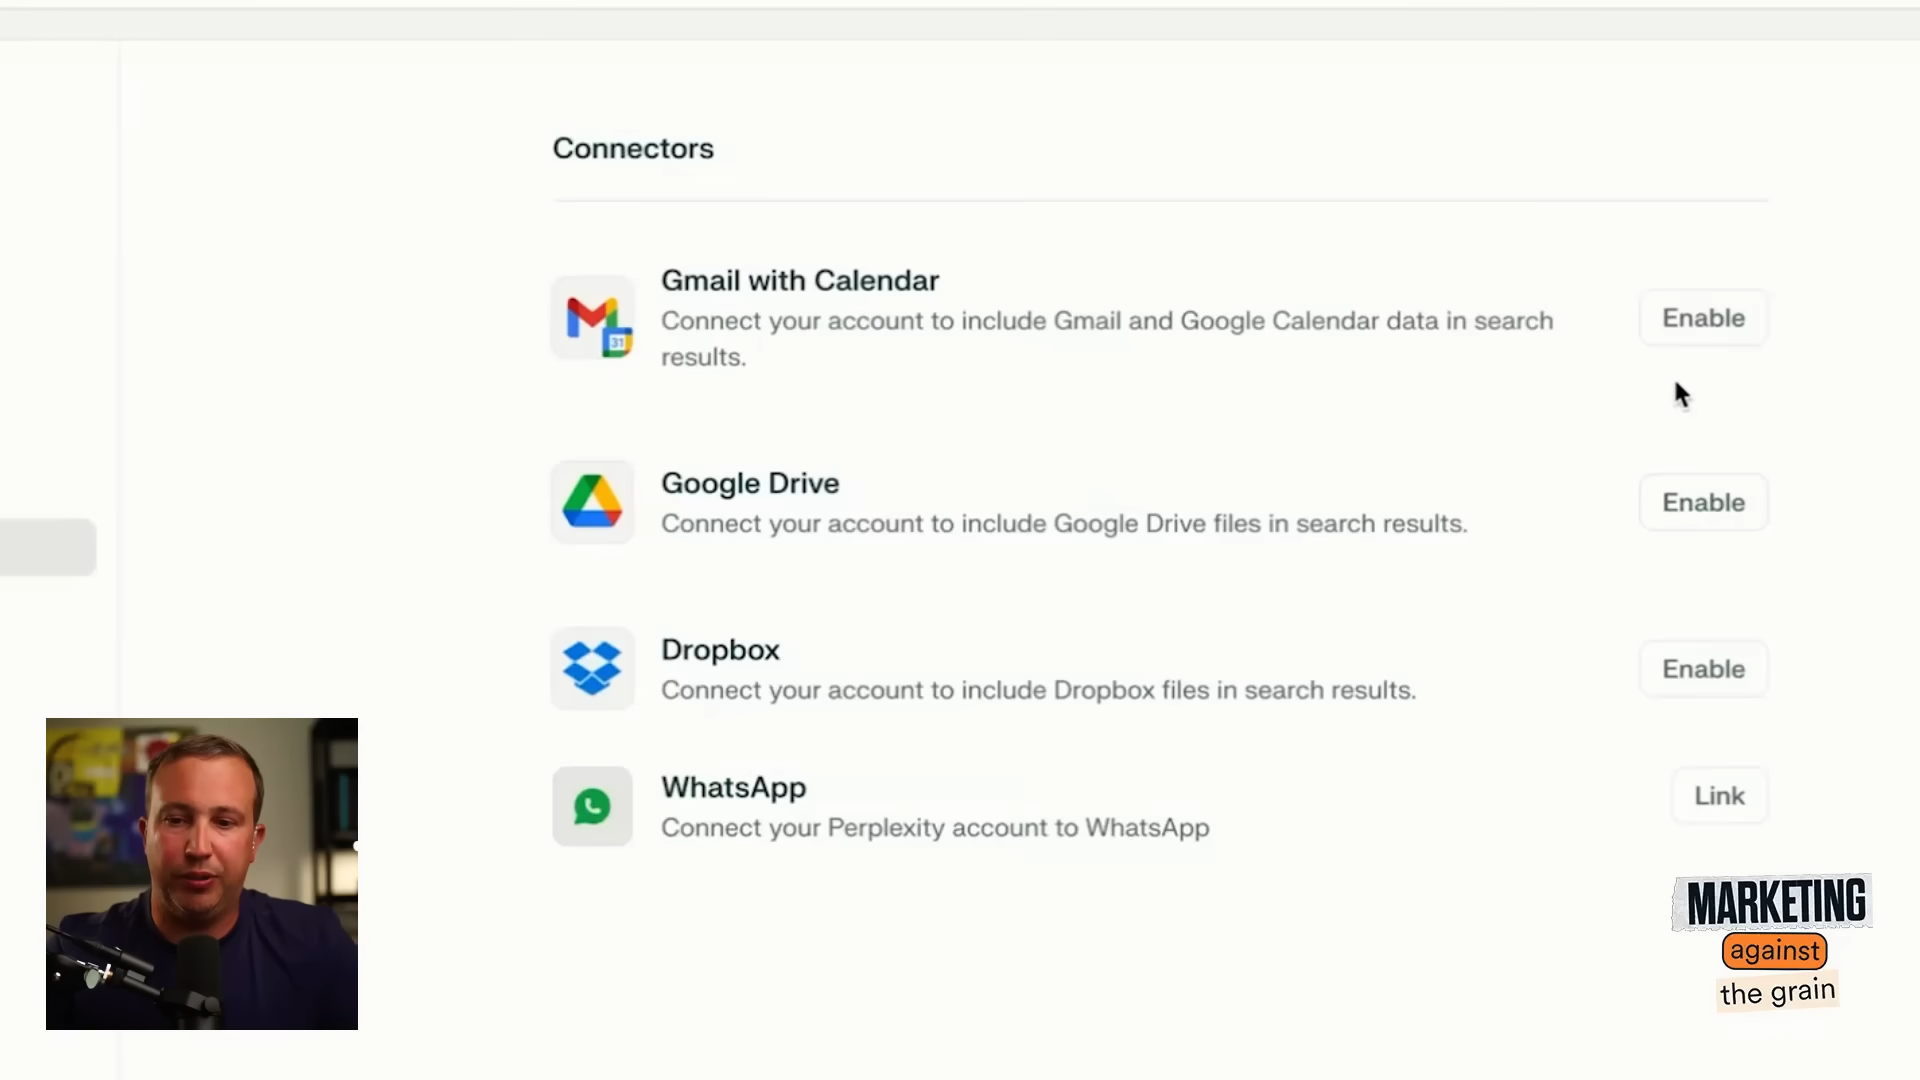 Connectors
Gmail with Calendar
Connect your account to include Gmail and Google Calendar data in search
results.
Enable
31
Google Drive
Connect your account to include Google Drive files in search results.
Enable
Dropbox
Connect your account to include Dropbox files in search results.
Enable
WhatsApp
Connect your Perplexity account to WhatsApp
Link
MARKETING
against
the grain